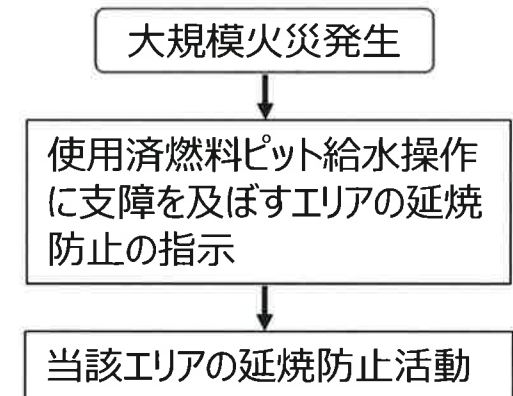 大規模火災発生
使用済燃料ピット給水操作
に支障を及ぼすエリアの延焼
防止の指示
当該エリアの延焼防止活動